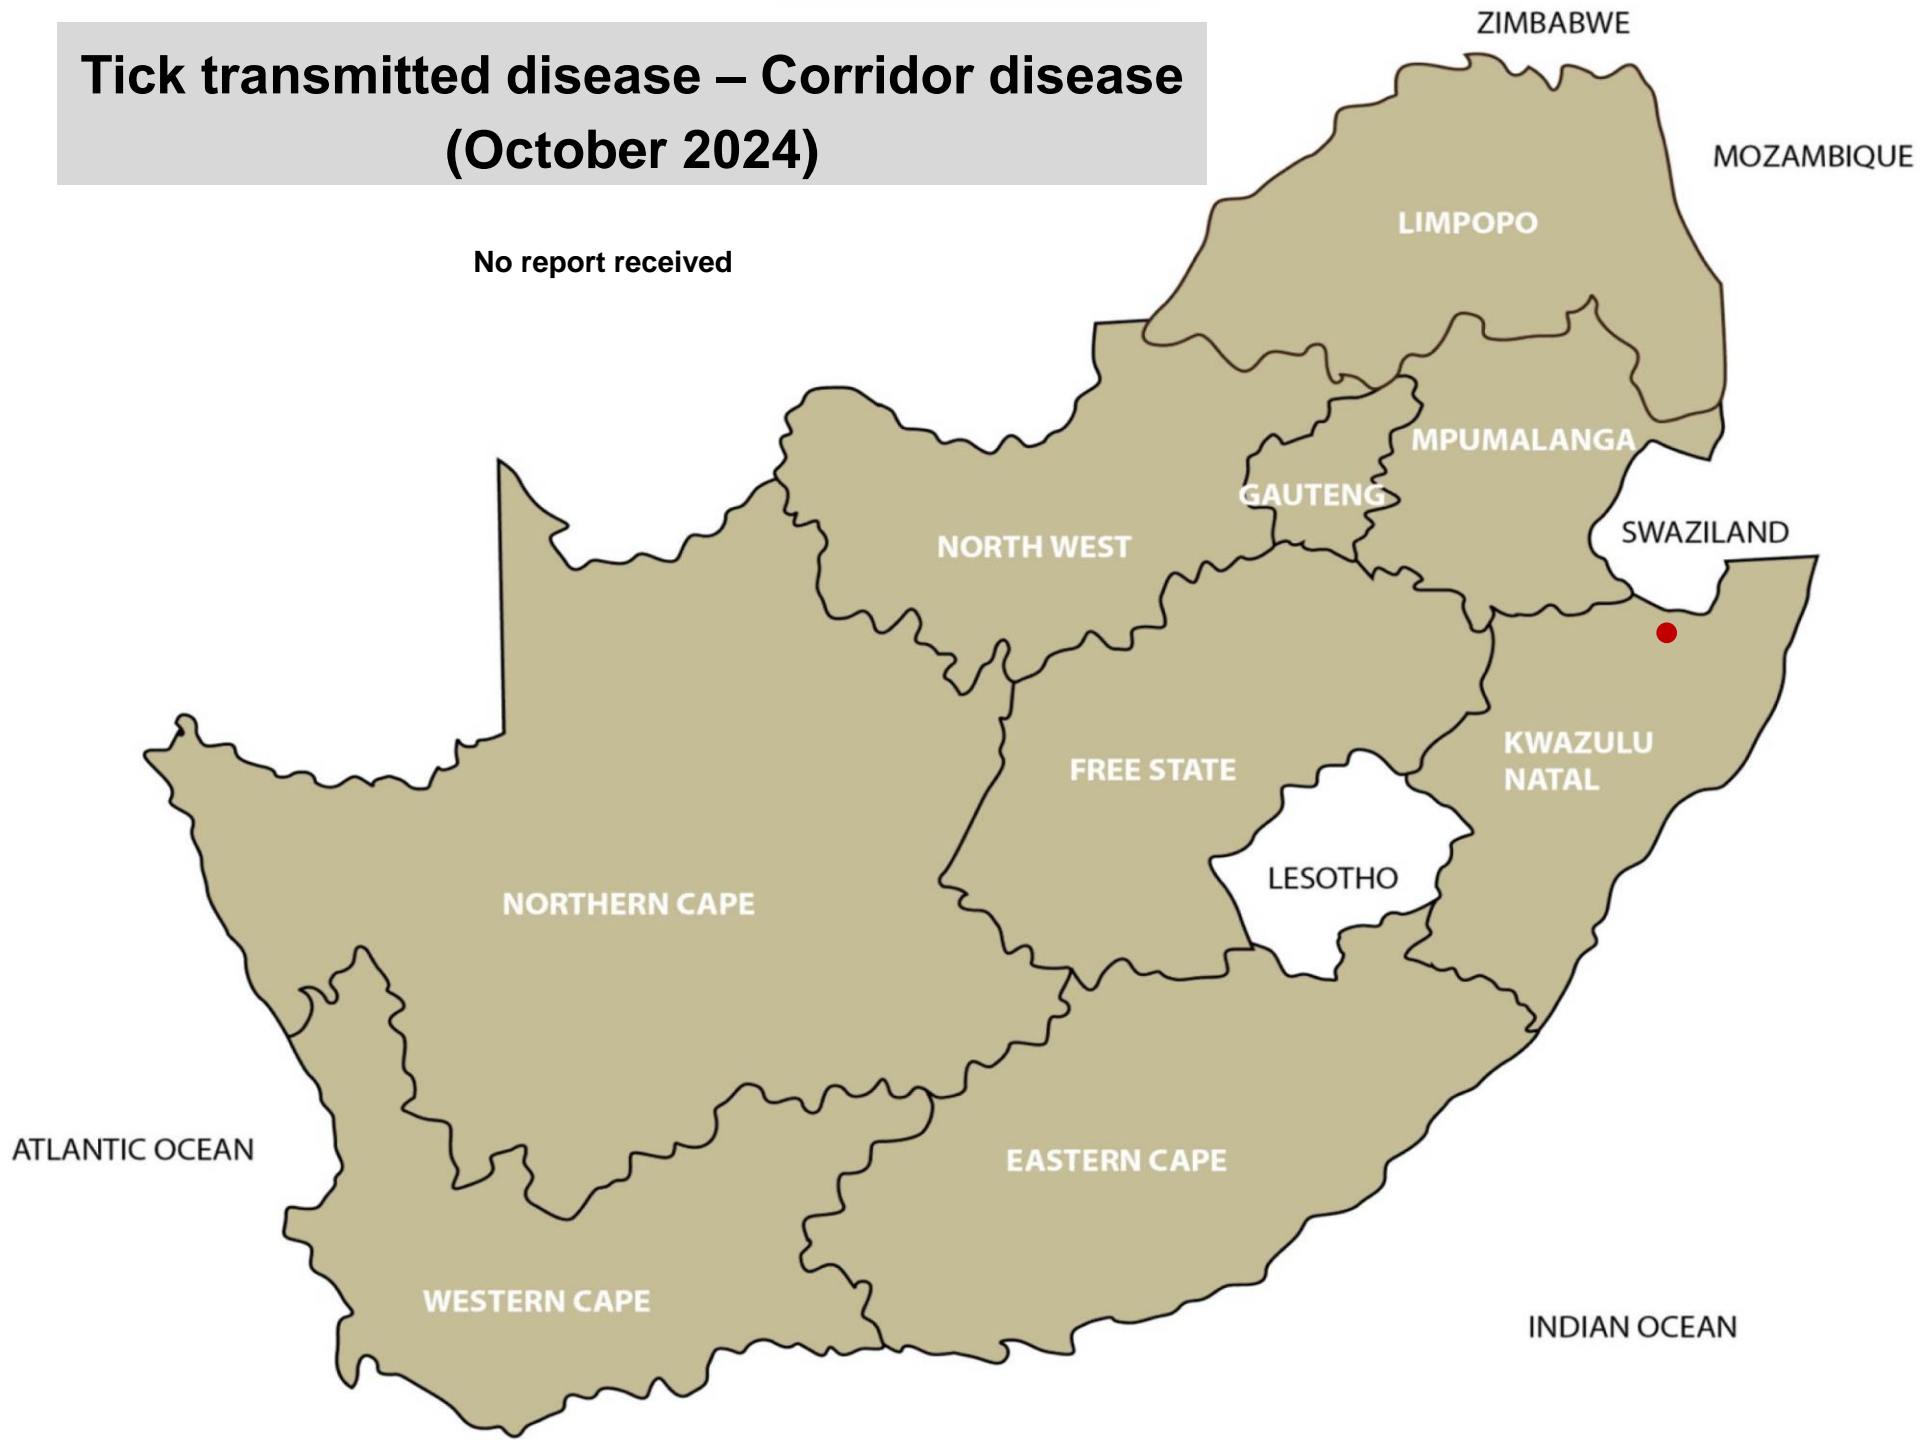 Tick transmitted disease – Corridor disease
(October 2024)
No report received
ZIMBABWE
MOZAMBIQUE
LIMPOPO
MPUMALANGA
GAUTENG
SWAZILAND
NORTH WEST
KWAZULU
NATAL
FREE STATE
LESOTHO
NORTHERN CAPE
ATLANTIC OCEAN
EASTERN CAPE
WESTERN CAPE
INDIAN OCEAN